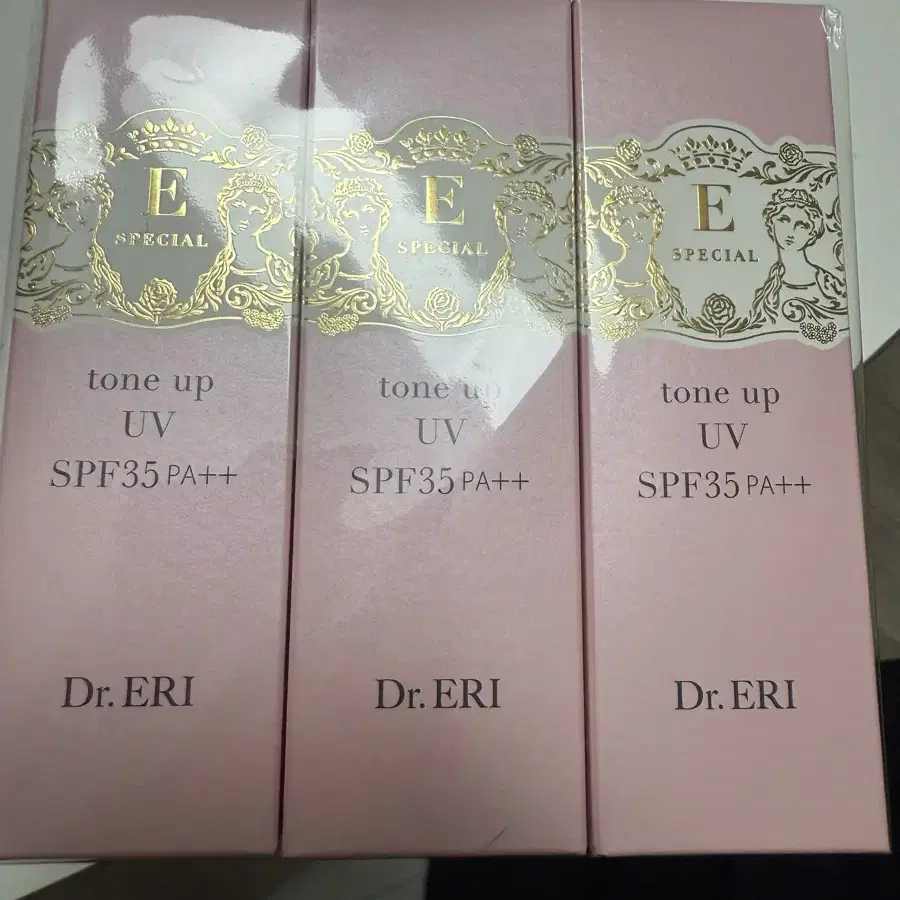 E
SPECIAL
tone up
UV
SPF35 PA++
Dr. ERI
E
SPECIAL
tone up
UV
SPF35 PA++
Dr. ERI
E
SPECIAL
tone up
UV
SPF35 PA++
Dr. ERI